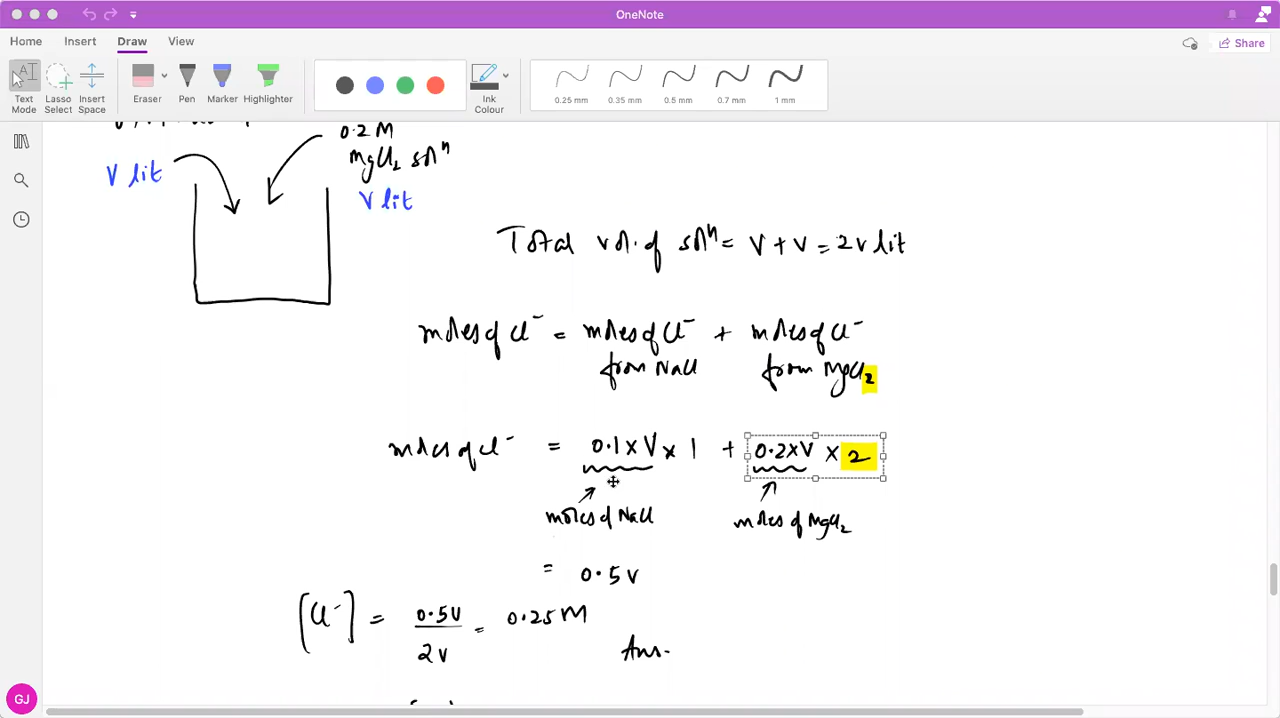 OneNote
Home Insert Draw View
Share
Text Mode
Lasso Select
Insert Space
Eraser
Pen
Marker
Highlighter
Ink Colour
0.25 mm
0.35 mm
0.5 mm
0.7 mm
1 mm
0.2 M
MgCl2 solⁿ
V lit
V lit
Total vol. of solⁿ = V + V = 2V lit
moles of Cl⁻ = moles of Cl⁻ + moles of Cl⁻
from NaCl from MgCl2
moles of Cl⁻ = 0.1 x V x 1 + 0.2 x V x 2
moles of NaCl moles of MgCl2
= 0.5 V
[Cl⁻] = 0.5V / 2V = 0.25 M
Ans.
GJ